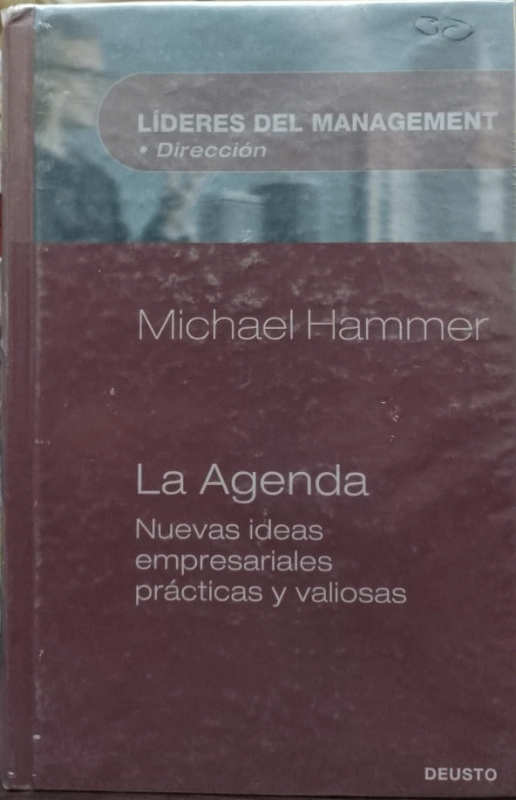 LÍDERES DEL MANAGEMENT
• Dirección
Michael Hammer
La Agenda
Nuevas ideas
empresariales
prácticas y valiosas
DEUSTO